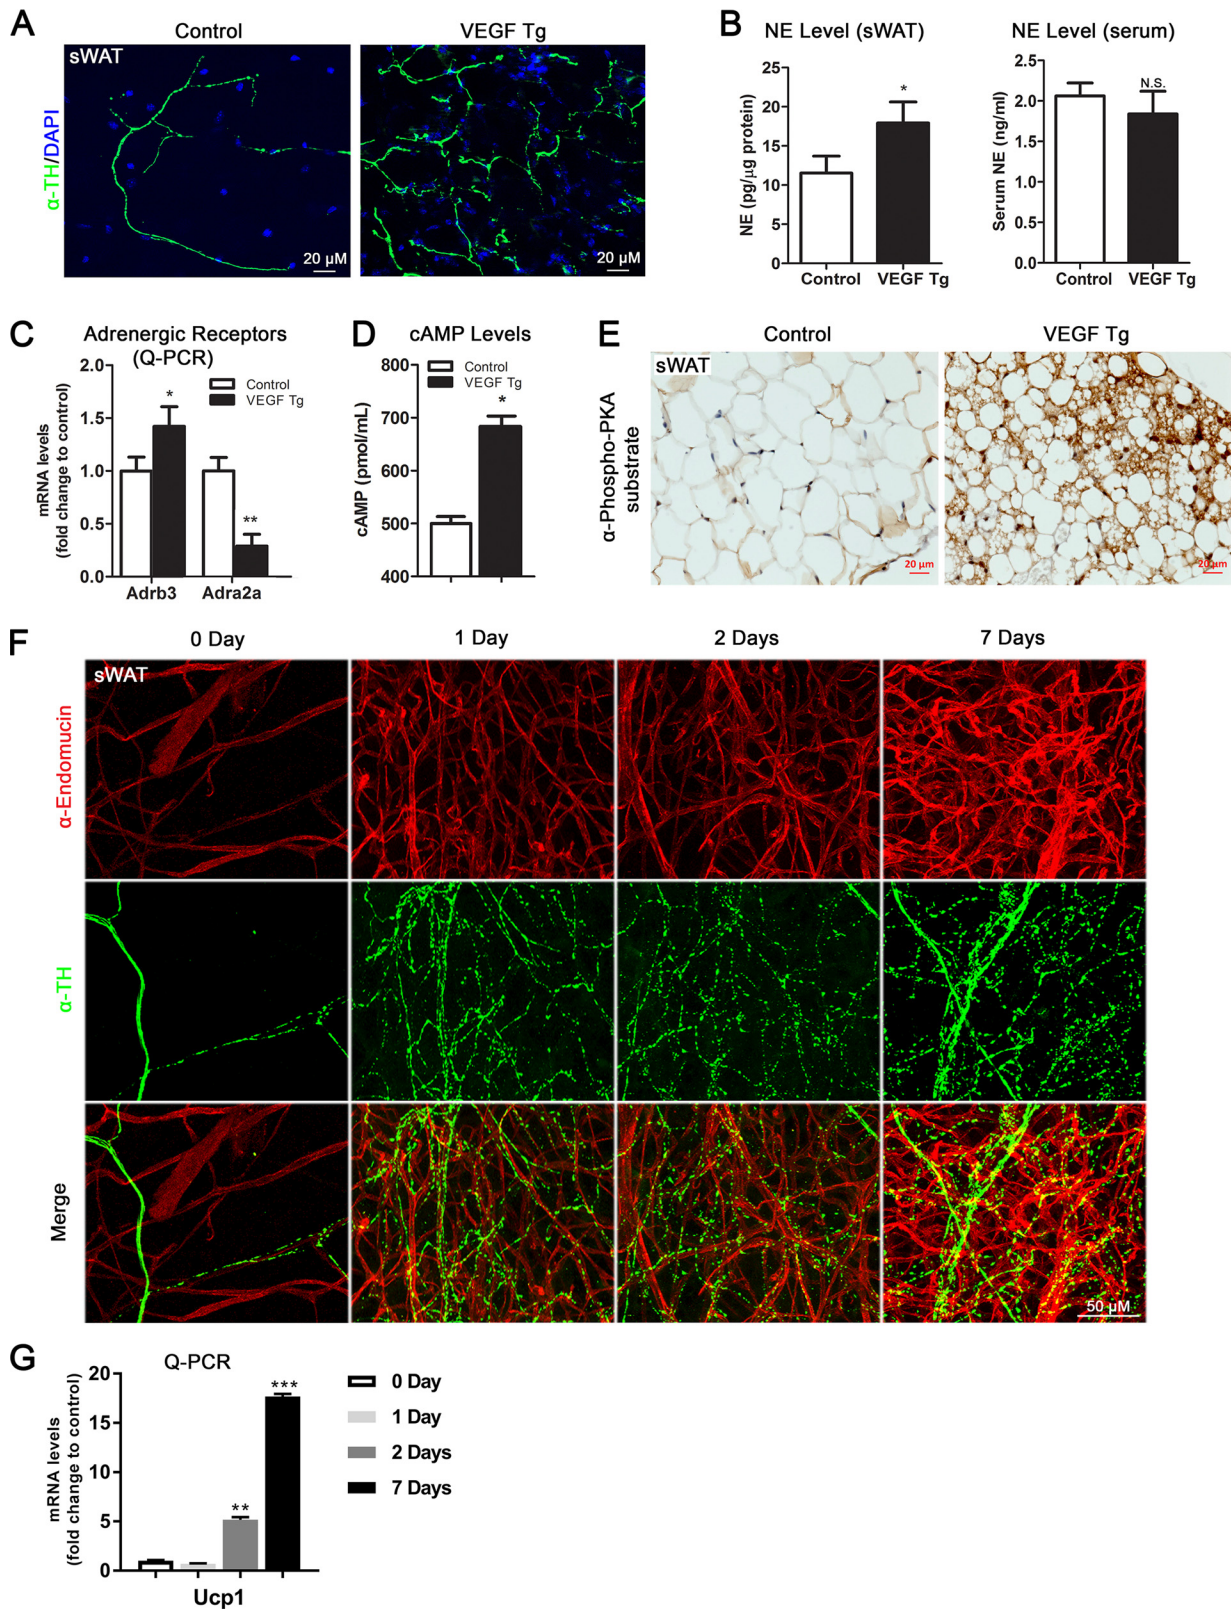 A
Control
VEGF Tg
sWAT
α-TH/DAPI
20 μM
20 μM
B
NE Level (sWAT)
NE (pg/μg protein)
25
20
15
10
5
0
*
Control
VEGF Tg
NE Level (serum)
Serum NE (ng/ml)
2.5
2.0
1.5
1.0
0.5
0.0
N.S.
Control
VEGF Tg
C
Adrenergic Receptors
(Q-PCR)
mRNA levels
(fold change to control)
2.0
1.5
1.0
0.5
0.0
Control
VEGF Tg
*
**
Adrb3
Adra2a
D
cAMP Levels
cAMP (pmol/mL)
800
700
600
500
400
Control
VEGF Tg
*
E
Control
VEGF Tg
sWAT
α-Phospho-PKA
substrate
20 μm
20 μm
F
0 Day
1 Day
2 Days
7 Days
sWAT
α-Endomucin
α-TH
Merge
50 μM
G
Q-PCR
mRNA levels
(fold change to control)
20
15
10
5
0
**
***
Ucp1
0 Day
1 Day
2 Days
7 Days